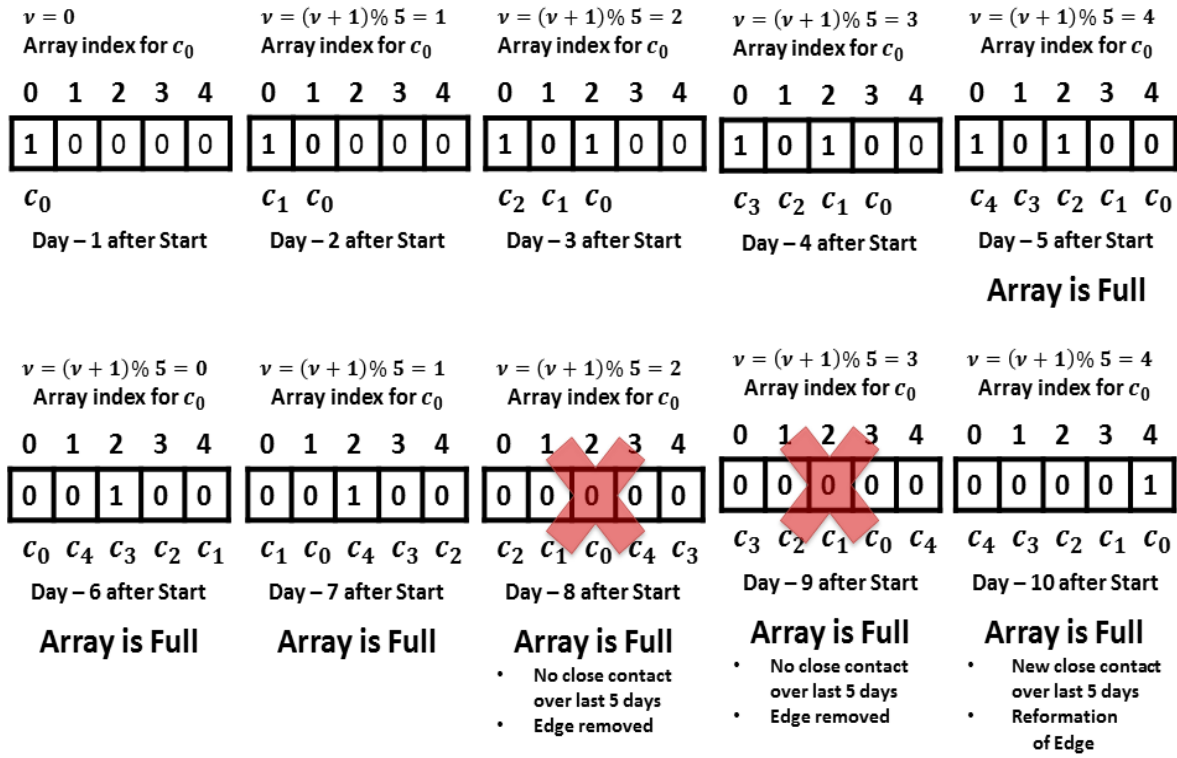 ν = 0
Array index for c₀
0 1 2 3 4
1 0 0 0 0
c₀
Day – 1 after Start
ν = (ν + 1)% 5 = 1
Array index for c₀
0 1 2 3 4
1 0 0 0 0
c₁ c₀
Day – 2 after Start
ν = (ν + 1)% 5 = 2
Array index for c₀
0 1 2 3 4
1 0 1 0 0
c₂ c₁ c₀
Day – 3 after Start
ν = (ν + 1)% 5 = 3
Array index for c₀
0 1 2 3 4
1 0 1 0 0
c₃ c₂ c₁ c₀
Day – 4 after Start
ν = (ν + 1)% 5 = 4
Array index for c₀
0 1 2 3 4
1 0 1 0 0
c₄ c₃ c₂ c₁ c₀
Day – 5 after Start
Array is Full
ν = (ν + 1)% 5 = 0
Array index for c₀
0 1 2 3 4
0 0 1 0 0
c₀ c₄ c₃ c₂ c₁
Day – 6 after Start
Array is Full
ν = (ν + 1)% 5 = 1
Array index for c₀
0 1 2 3 4
0 0 1 0 0
c₁ c₀ c₄ c₃ c₂
Day – 7 after Start
Array is Full
ν = (ν + 1)% 5 = 2
Array index for c₀
0 1 2 3 4
0 0 0 0 0
c₂ c₁ c₀ c₄ c₃
Day – 8 after Start
Array is Full
• No close contact
over last 5 days
• Edge removed
ν = (ν + 1)% 5 = 3
Array index for c₀
0 1 2 3 4
0 0 0 0 0
c₃ c₂ c₁ c₀ c₄
Day – 9 after Start
Array is Full
• No close contact
over last 5 days
• Edge removed
ν = (ν + 1)% 5 = 4
Array index for c₀
0 1 2 3 4
0 0 0 0 1
c₄ c₃ c₂ c₁ c₀
Day – 10 after Start
Array is Full
• New close contact
over last 5 days
• Reformation
of Edge